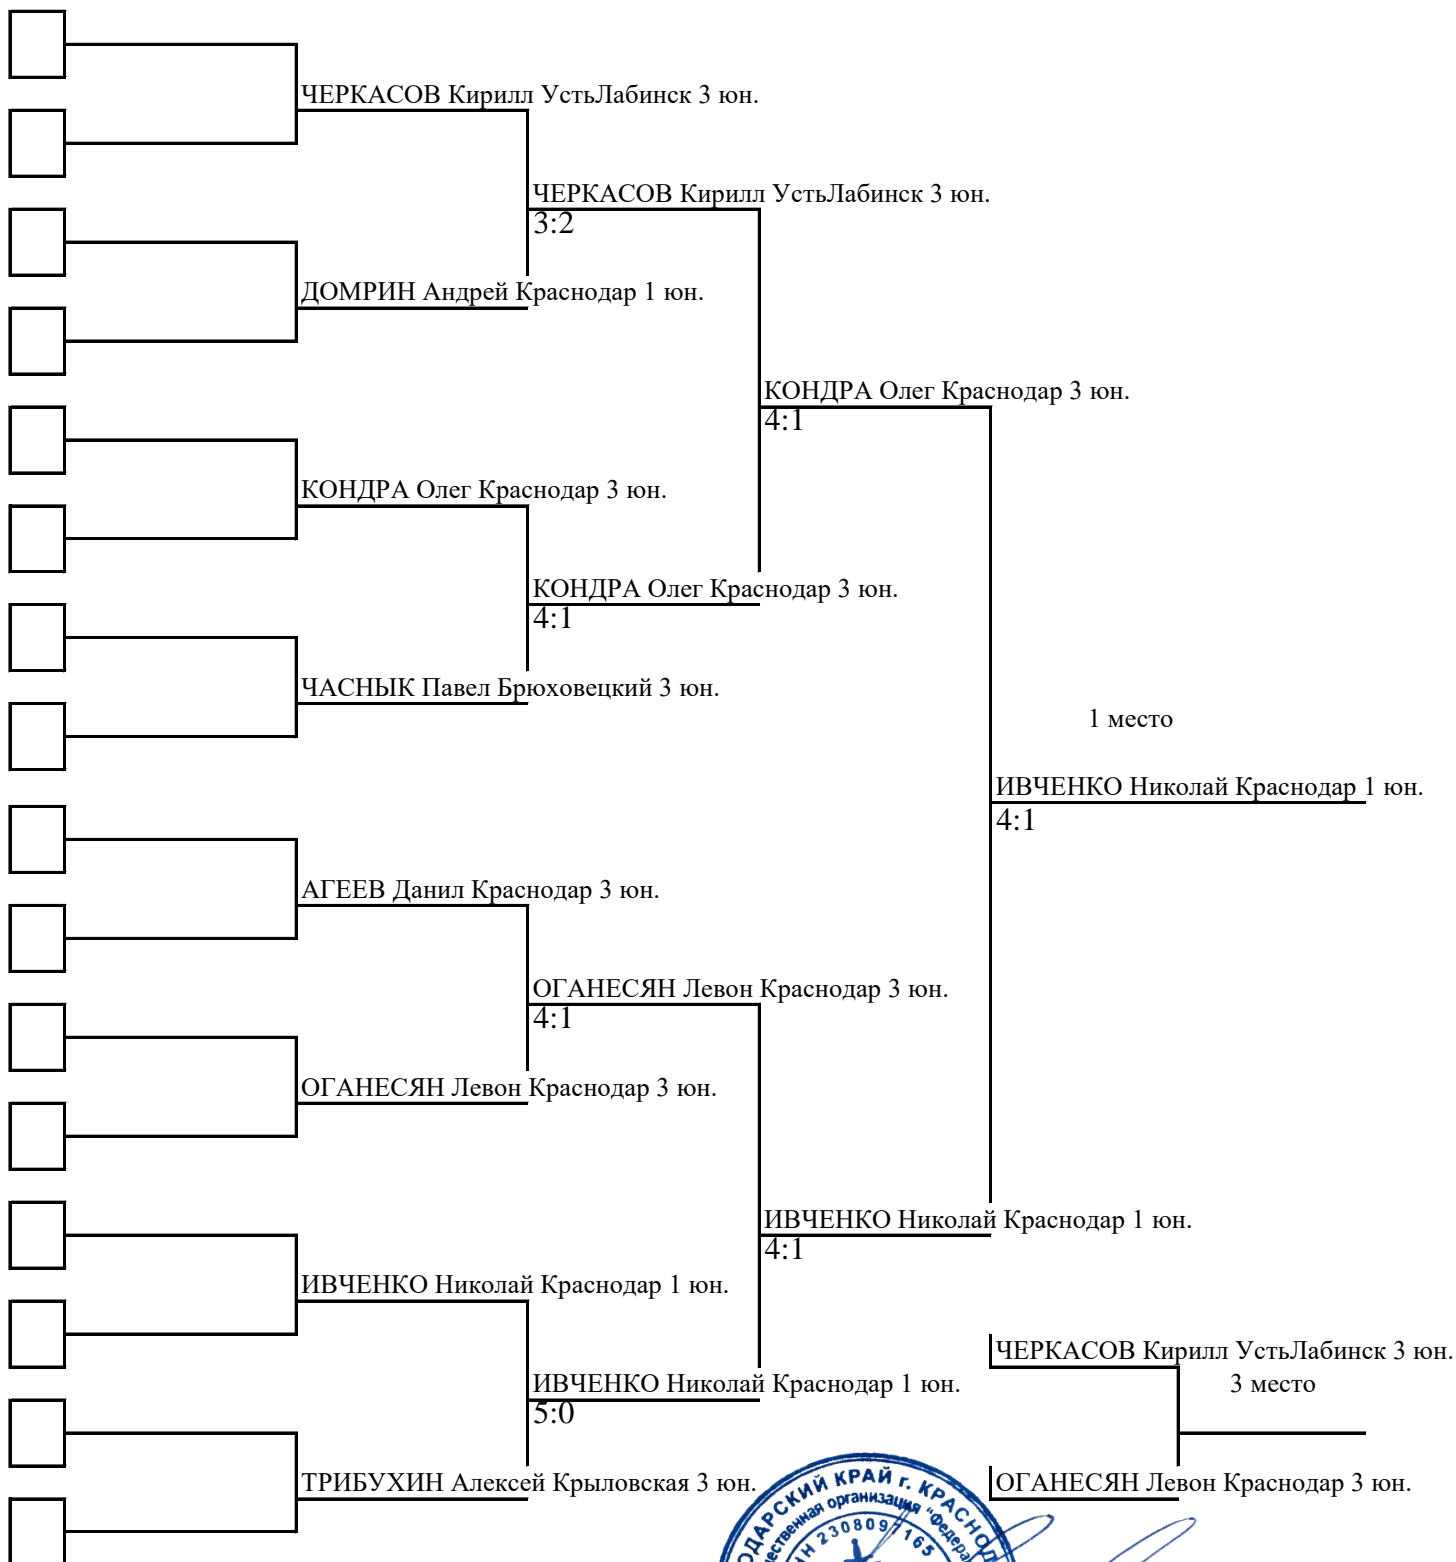 ЧЕРКАСОВ Кирилл УстьЛабинск 3 юн.
ЧЕРКАСОВ Кирилл УстьЛабинск 3 юн.
3:2
ДОМРИН Андрей Краснодар 1 юн.
КОНДРА Олег Краснодар 3 юн.
4:1
КОНДРА Олег Краснодар 3 юн.
КОНДРА Олег Краснодар 3 юн.
4:1
ЧАСНЫК Павел Брюховецкий 3 юн.
1 место
ИВЧЕНКО Николай Краснодар 1 юн.
4:1
АГЕЕВ Данил Краснодар 3 юн.
ОГАНЕСЯН Левон Краснодар 3 юн.
4:1
ОГАНЕСЯН Левон Краснодар 3 юн.
ИВЧЕНКО Николай Краснодар 1 юн.
4:1
ИВЧЕНКО Николай Краснодар 1 юн.
ЧЕРКАСОВ Кирилл УстьЛабинск 3 юн.
ИВЧЕНКО Николай Краснодар 1 юн.
3 место
5:0
ТРИБУХИН Алексей Крыловская 3 юн.
ОГАНЕСЯН Левон Краснодар 3 юн.
КРАЙ г.
организация